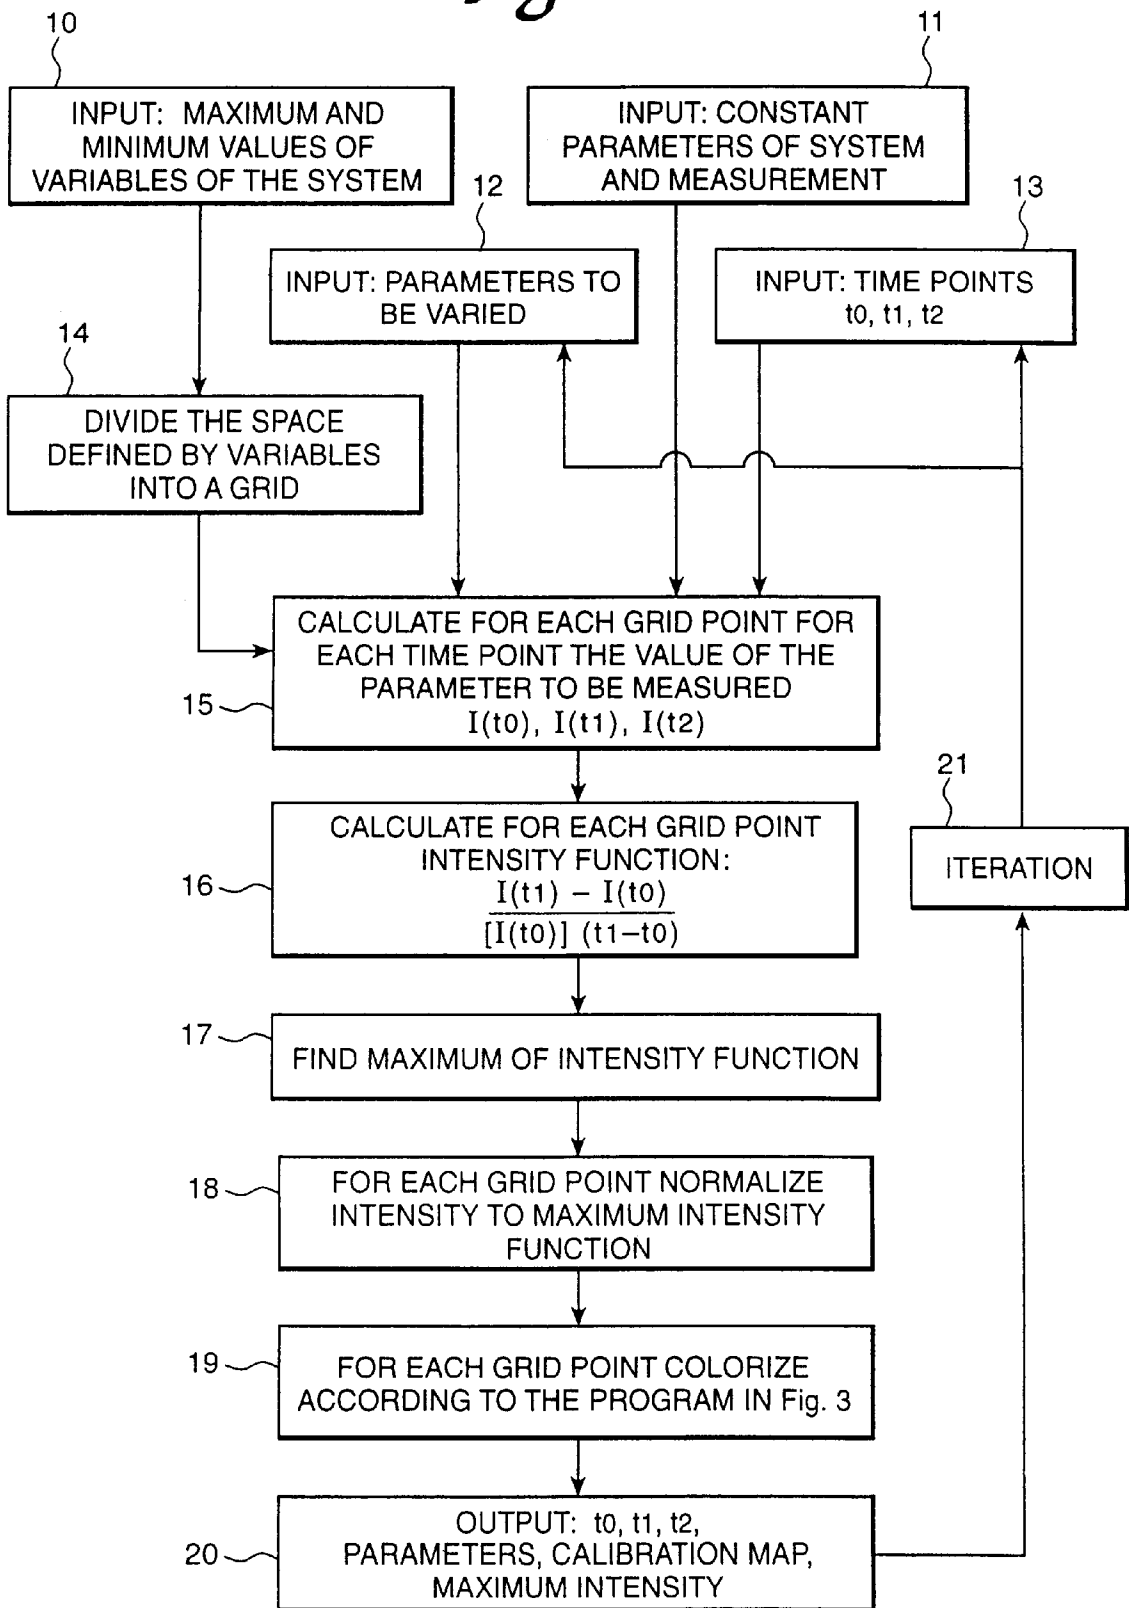 10
11
INPUT: MAXIMUM AND
MINIMUM VALUES OF
VARIABLES OF THE SYSTEM
INPUT: CONSTANT
PARAMETERS OF SYSTEM
AND MEASUREMENT
12
13
INPUT: PARAMETERS TO
BE VARIED
INPUT: TIME POINTS
t0, t1, t2
14
DIVIDE THE SPACE
DEFINED BY VARIABLES
INTO A GRID
CALCULATE FOR EACH GRID POINT FOR
EACH TIME POINT THE VALUE OF THE
PARAMETER TO BE MEASURED
I(t0), I(t1), I(t2)
15
21
ITERATION
CALCULATE FOR EACH GRID POINT
INTENSITY FUNCTION:
I(t1) – I(t0)
[I(t0)] (t1–t0)
16
17
FIND MAXIMUM OF INTENSITY FUNCTION
18
FOR EACH GRID POINT NORMALIZE
INTENSITY TO MAXIMUM INTENSITY
FUNCTION
19
FOR EACH GRID POINT COLORIZE
ACCORDING TO THE PROGRAM IN Fig. 3
20
OUTPUT: t0, t1, t2,
PARAMETERS, CALIBRATION MAP,
MAXIMUM INTENSITY